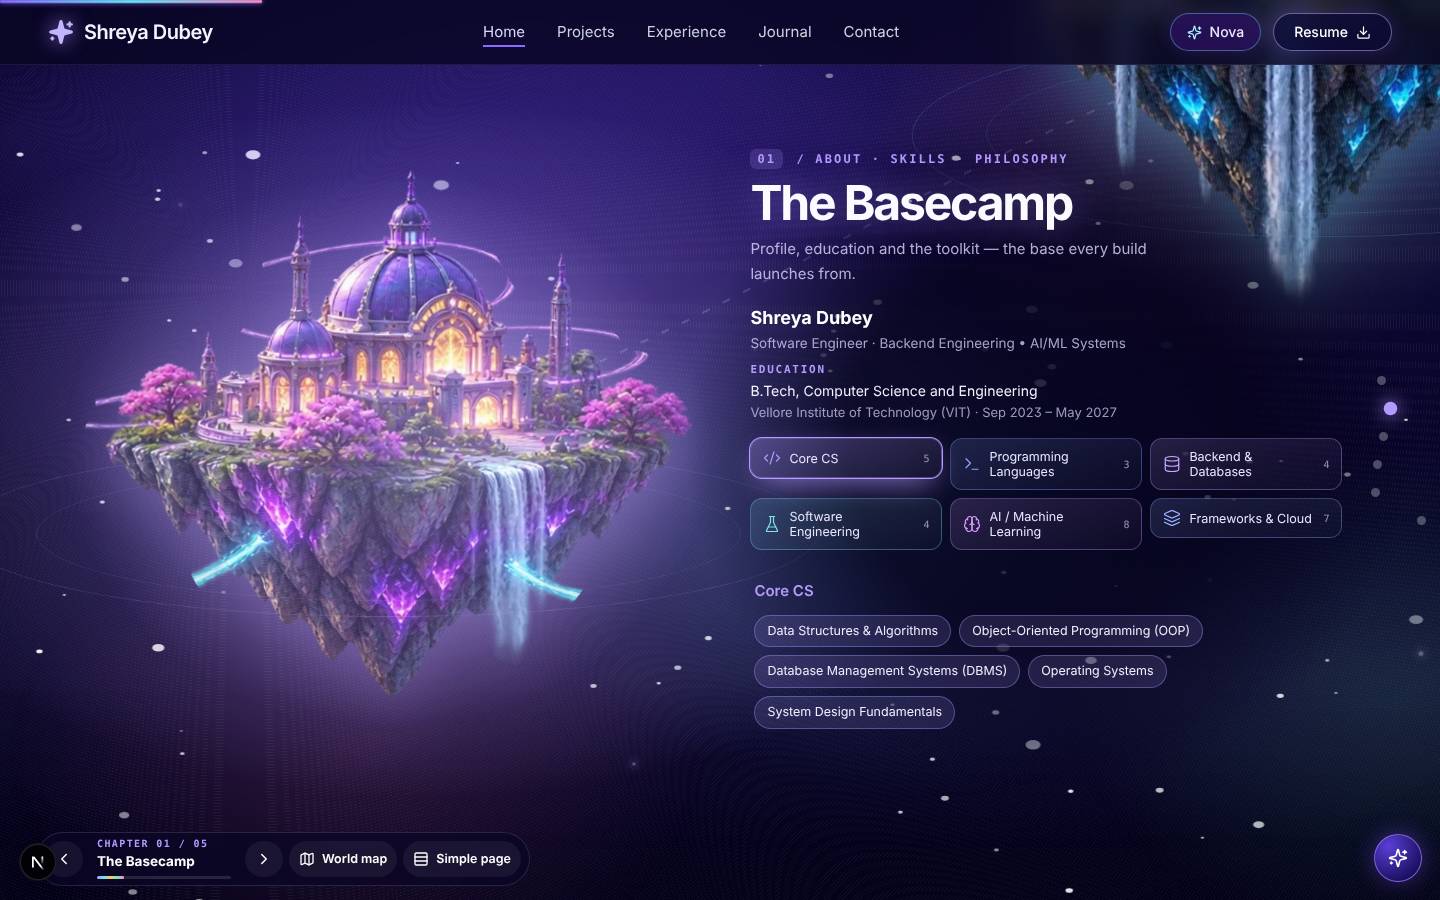 Shreya Dubey
Home
Projects
Experience
Journal
Contact
Nova
Resume
01 / ABOUT · SKILLS · PHILOSOPHY
The Basecamp
Profile, education and the toolkit — the base every build
launches from.
Shreya Dubey
Software Engineer · Backend Engineering • AI/ML Systems
EDUCATION
B.Tech, Computer Science and Engineering
Vellore Institute of Technology (VIT) · Sep 2023 – May 2027
Core CS 5
Programming
Languages 3
Backend &
Databases 4
Software
Engineering 4
AI / Machine
Learning 8
Frameworks & Cloud 7
Core CS
Data Structures & Algorithms
Object-Oriented Programming (OOP)
Database Management Systems (DBMS)
Operating Systems
System Design Fundamentals
N
CHAPTER 01 / 05
The Basecamp
World map
Simple page